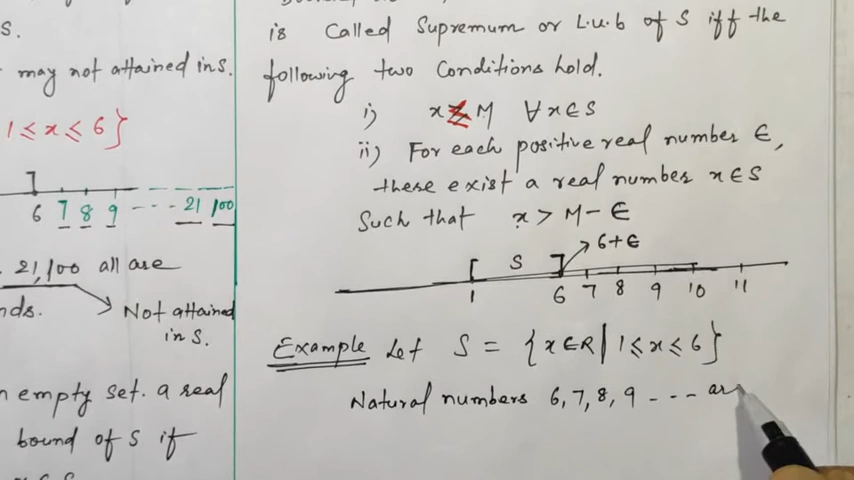 s.
may not attained in s.
1 ≤ x ≤ 6}
6 7 8 9 --- 21 100
21,100 all are
nds.
Not attained
in S.
n empty set. a real
bound of S if
is Called Supremum or L.u.b of S iff the
following two Conditions hold.
i) x ≤ M ∀ x ∈ S
ii) For each positive real number ∈,
these exist a real number x ∈ S
Such that x > M - ∈
S 6+∈
1 6 7 8 9 10 11
Example Let S = {x ∈ R | 1 ≤ x ≤ 6}
Natural numbers 6, 7, 8, 9 --- ar